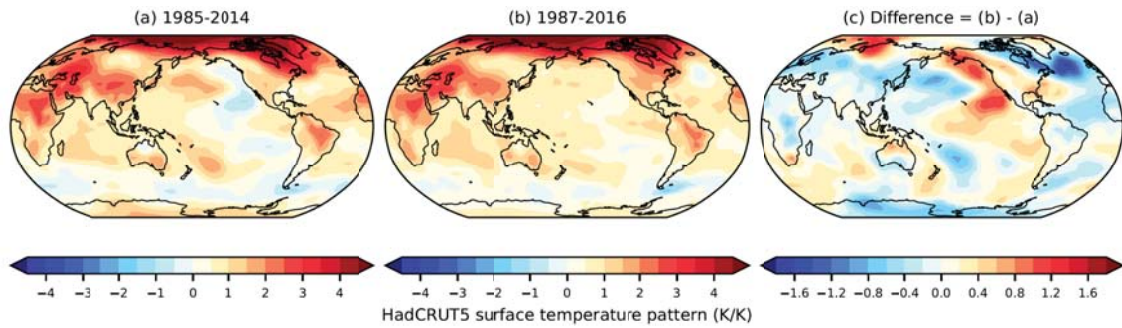 (a) 1985-2014 (b) 1987-2016 (c) Difference = (b) - (a)
−4 −3 −2 −1 0 1 2 3 4 −4 −3 −2 −1 0 1 2 3 4 −1.6 −1.2 −0.8 −0.4 0.0 0.4 0.8 1.2 1.6
HadCRUT5 surface temperature pattern (K/K)